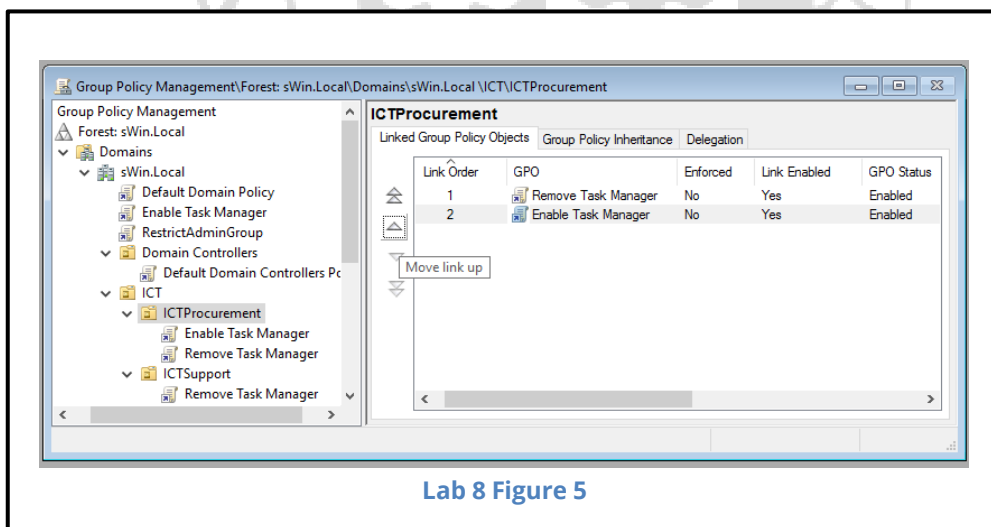 Group Policy Management\Forest: sWin.Local\Domains\sWin.Local \ICT\ICTProcurement
Group Policy Management
Forest: sWin.Local
Domains
sWin.Local
Default Domain Policy
Enable Task Manager
RestrictAdminGroup
Domain Controllers
Default Domain Controllers Pc
ICT
ICTProcurement
Enable Task Manager
Remove Task Manager
ICTSupport
Remove Task Manager
ICTProcurement
Linked Group Policy Objects Group Policy Inheritance Delegation
Link Order GPO Enforced Link Enabled GPO Status
1 Remove Task Manager No Yes Enabled
2 Enable Task Manager No Yes Enabled
Move link up
Lab 8 Figure 5